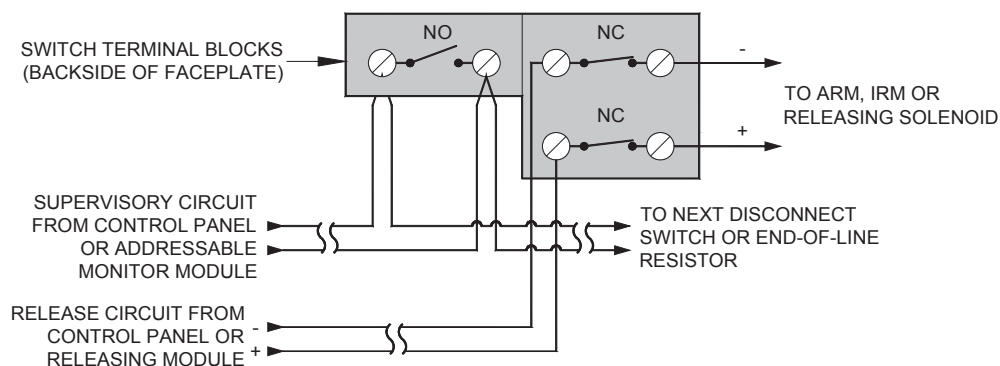 SWITCH TERMINAL BLOCKS
(BACKSIDE OF FACEPLATE)
NO
NC
-
NC
+
TO ARM, IRM OR
RELEASING SOLENOID
SUPERVISORY CIRCUIT
FROM CONTROL PANEL
OR ADDRESSABLE
MONITOR MODULE
TO NEXT DISCONNECT
SWITCH OR END-OF-LINE
RESISTOR
RELEASE CIRCUIT FROM
CONTROL PANEL OR
RELEASING MODULE
-
+